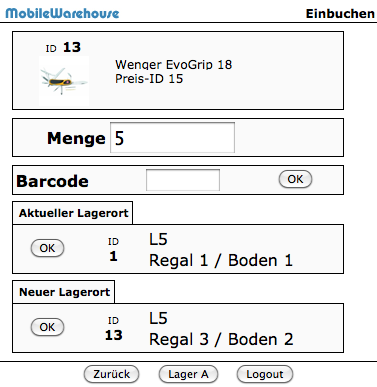 MobileWarehouse Einbuchen
ID 13
Wenger EvoGrip 18
Preis-ID 15
Menge 5
Barcode OK
Aktueller Lagerort
OK ID 1 L5
Regal 1 / Boden 1
Neuer Lagerort
OK ID 13 L5
Regal 3 / Boden 2
Zurück Lager A Logout